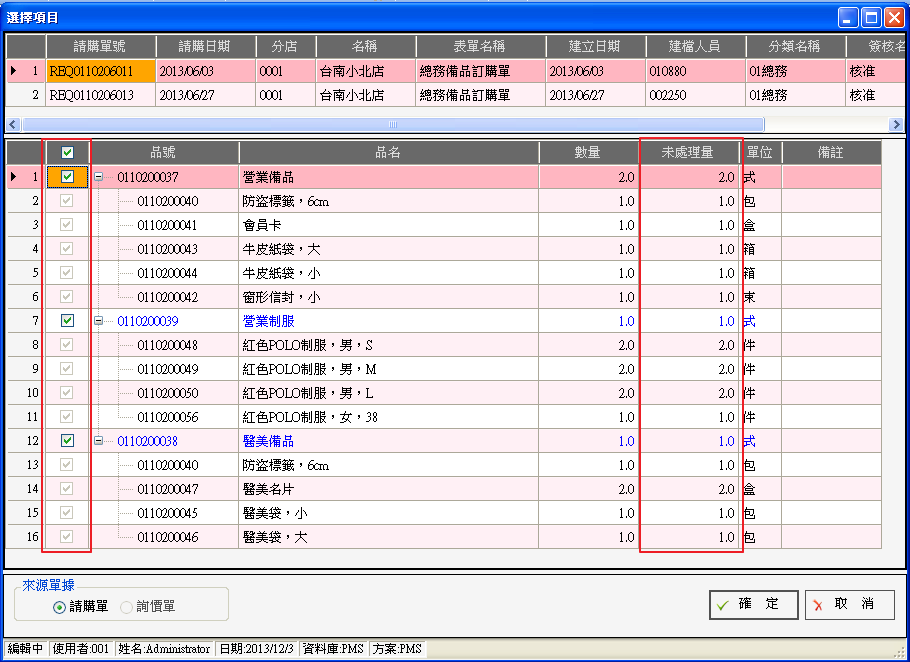 選擇項目
請購單號 請購日期 分店 名稱 表單名稱 建立日期 建檔人員 分類名稱 簽核名
1 REQ0110206011 2013/06/03 0001 台南小北店 總務備品訂購單 2013/06/03 010880 01總務 核准
2 REQ0110206013 2013/06/27 0001 台南小北店 總務備品訂購單 2013/06/27 002250 01總務 核准
品號 品名 數量 未處理量 單位 備註
1 0110200037 營業備品 2.0 2.0 式
2 0110200040 防盜標籤，6cm 1.0 1.0 包
3 0110200041 會員卡 1.0 1.0 盒
4 0110200043 牛皮紙袋，大 1.0 1.0 箱
5 0110200044 牛皮紙袋，小 1.0 1.0 箱
6 0110200042 窗形信封，小 1.0 1.0 束
7 0110200039 營業制服 1.0 1.0 式
8 0110200048 紅色POLO制服，男，S 2.0 2.0 件
9 0110200049 紅色POLO制服，男，M 2.0 2.0 件
10 0110200050 紅色POLO制服，男，L 2.0 2.0 件
11 0110200056 紅色POLO制服，女，38 1.0 1.0 件
12 0110200038 醫美備品 1.0 1.0 式
13 0110200040 防盜標籤，6cm 1.0 1.0 包
14 0110200047 醫美名片 2.0 2.0 盒
15 0110200045 醫美袋，小 1.0 1.0 包
16 0110200046 醫美袋，大 1.0 1.0 包
來源單據
請購單 詢價單 確 定 取 消
編輯中 使用者:001 姓名:Administrator 日期:2013/12/3 資料庫:PMS 方案:PMS